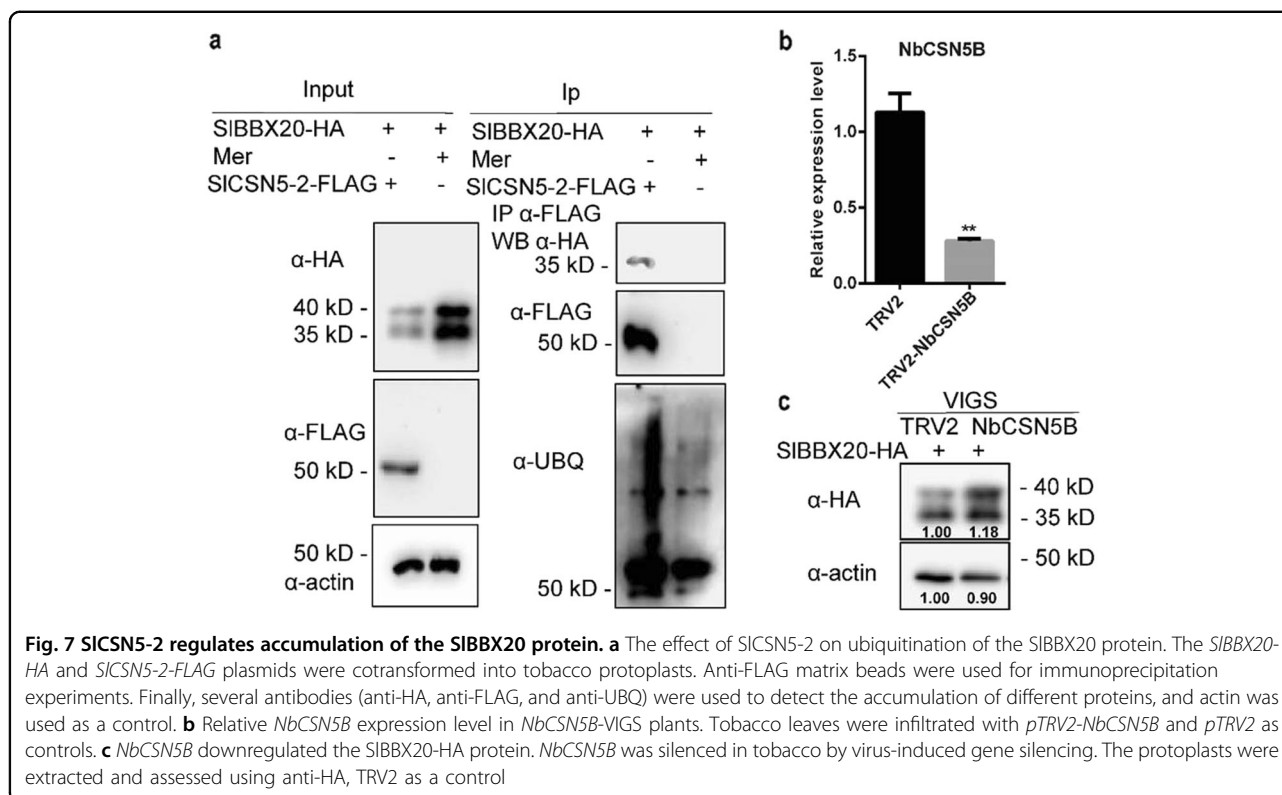 a
Input
SlBBX20-HA + +
Mer - +
SlCSN5-2-FLAG + -
α-HA
40 kD -
35 kD -
α-FLAG
50 kD -
50 kD -
α-actin
Ip
SlBBX20-HA + +
Mer - +
SlCSN5-2-FLAG + -
IP α-FLAG
WB α-HA
35 kD -
α-FLAG
50 kD -
α-UBQ
50 kD -
b
NbCSN5B
Relative expression level
1.5
1.0
0.5
0.0
**
TRV2
TRV2-NbCSN5B
c
VIGS
TRV2 NbCSN5B
SlBBX20-HA + +
α-HA
- 40 kD
- 35 kD
1.00 1.18
- 50 kD
α-actin
1.00 0.90
Fig. 7 SlCSN5-2 regulates accumulation of the SlBBX20 protein. a The effect of SlCSN5-2 on ubiquitination of the SlBBX20 protein. The SlBBX20-
HA and SlCSN5-2-FLAG plasmids were cotransformed into tobacco protoplasts. Anti-FLAG matrix beads were used for immunoprecipitation
experiments. Finally, several antibodies (anti-HA, anti-FLAG, and anti-UBQ) were used to detect the accumulation of different proteins, and actin was
used as a control. b Relative NbCSN5B expression level in NbCSN5B-VIGS plants. Tobacco leaves were infiltrated with pTRV2-NbCSN5B and pTRV2 as
controls. c NbCSN5B downregulated the SlBBX20-HA protein. NbCSN5B was silenced in tobacco by virus-induced gene silencing. The protoplasts were
extracted and assessed using anti-HA, TRV2 as a control